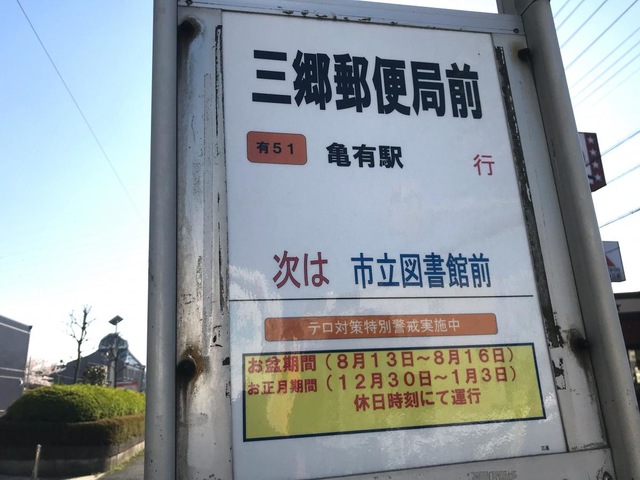 三郷郵便局前
有51 亀有駅 行
次は 市立図書館前
テロ対策特別警戒実施中
お盆期間(8月13日～8月16日)
お正月期間(12月30日～1月3日)
休日時刻にて運行